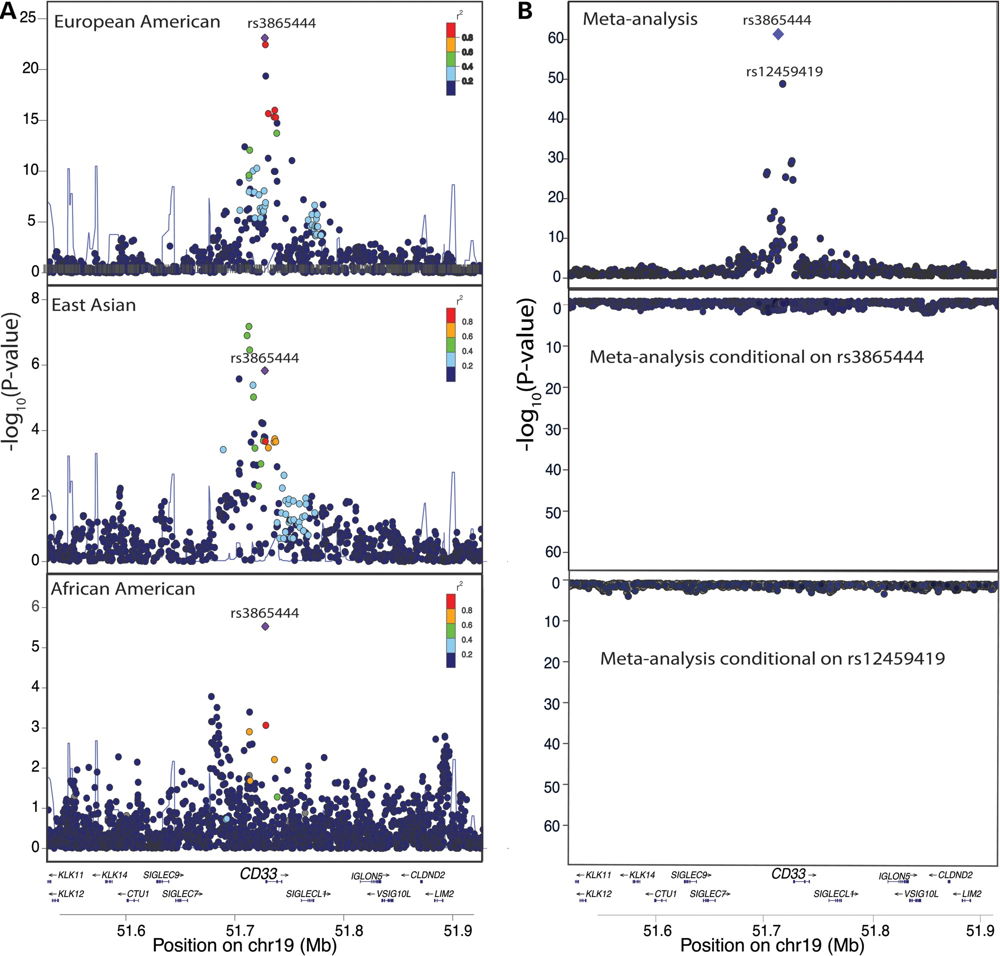 A
European American
rs3865444
r2
0.8
0.6
0.4
0.2
25
20
15
10
5
0
East Asian
rs3865444
r2
0.8
0.6
0.4
0.2
8
6
4
2
0
-log10(P-value)
African American
rs3865444
r2
0.8
0.6
0.4
0.2
6
5
4
3
2
1
0
←KLK11 ←KLK14 SIGLEC9→ CD33→ IGLON5→ ←CLDND2
←KLK12 ←CTU1 SIGLEC7→ SIGLECL1→ ←VSIG10L ←LIM2
51.6 51.7 51.8 51.9
Position on chr19 (Mb)
B
Meta-analysis
rs3865444
rs12459419
60
50
40
30
20
10
0
-log10(P-value)
0
10
Meta-analysis conditional on rs3865444
20
30
40
50
60
0
10
20
Meta-analysis conditional on rs12459419
30
40
50
60
←KLK11 ←KLK14 SIGLEC9→ CD33→ IGLON5→ ←CLDND2
←KLK12 ←CTU1 SIGLEC7→ SIGLECL1→ ←VSIG10L ←LIM2
51.6 51.7 51.8 51.9
Position on chr19 (Mb)